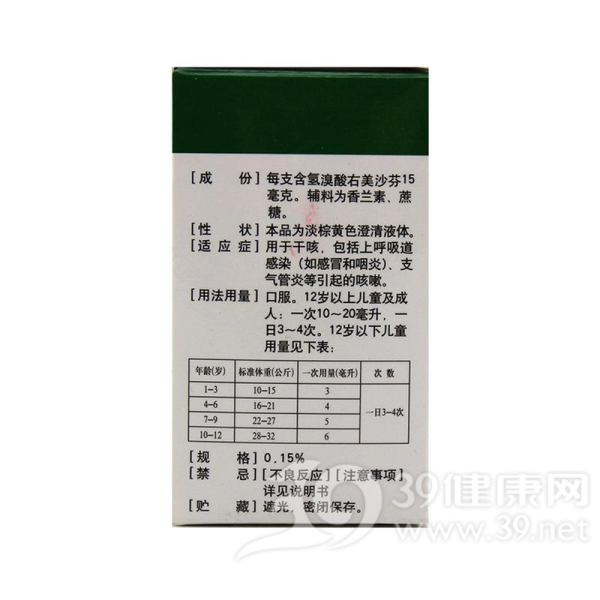 [成 份] 每支含氢溴酸右美沙芬15
毫克。辅料为香兰素、蔗
糖。
[性 状] 本品为淡棕黄色澄清液体。
[适应症] 用于干咳，包括上呼吸道
感染（如感冒和咽炎）、支
气管炎等引起的咳嗽。
[用法用量] 口服。12岁以上儿童及成
人：一次10～20毫升，一
日3～4次。12岁以下儿童
用量见下表：
年龄(岁) 标准体重(公斤) 一次用量(毫升) 次 数
1-3 10-15 3
4-6 16-21 4
一日3-4次
7-9 22-27 5
10-12 28-32 6
[规 格] 0.15%
[禁 忌] [不良反应] [注意事项]
详见说明书
[贮 藏] 遮光，密闭保存。
39健康网
www.39.net